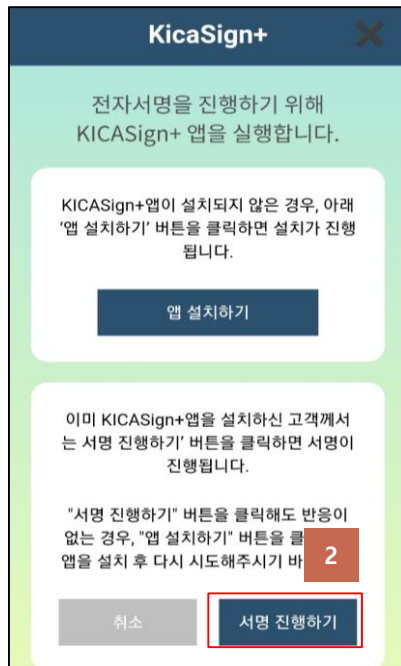 KicaSign+
전자서명을 진행하기 위해
KICASign+ 앱을 실행합니다.
KICASign+앱이 설치되지 않은 경우, 아래
‘앱 설치하기’ 버튼을 클릭하면 설치가 진행
됩니다.
앱 설치하기
이미 KICASign+앱을 설치하신 고객께서
는 서명 진행하기’ 버튼을 클릭하면 서명이
진행됩니다.
"서명 진행하기" 버튼을 클릭해도 반응이
없는 경우, "앱 설치하기" 버튼을 클
앱을 설치 후 다시 시도해주시기 바
2
취소
서명 진행하기